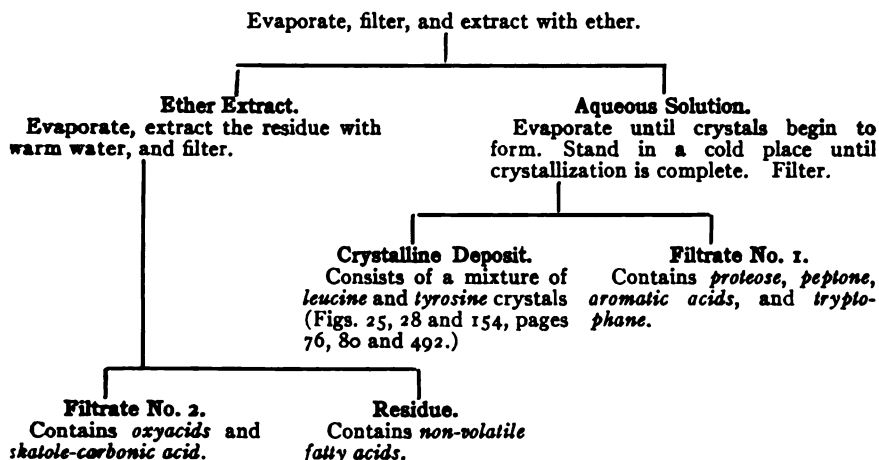 Evaporate, filter, and extract with ether.
Ether Extract.
Evaporate, extract the residue with
warm water, and filter.
Aqueous Solution.
Evaporate until crystals begin to
form. Stand in a cold place until
crystallization is complete. Filter.
Crystalline Deposit.
Consists of a mixture of
leucine and tyrosine crystals
(Figs. 25, 28 and 154, pages
76, 80 and 492.)
Filtrate No. 1.
Contains proteose, peptone,
aromatic acids, and trypto-
phane.
Filtrate No. 2.
Contains oxyacids and
skatole-carbonic acid.
Residue.
Contains non-volatile
fatty acids.